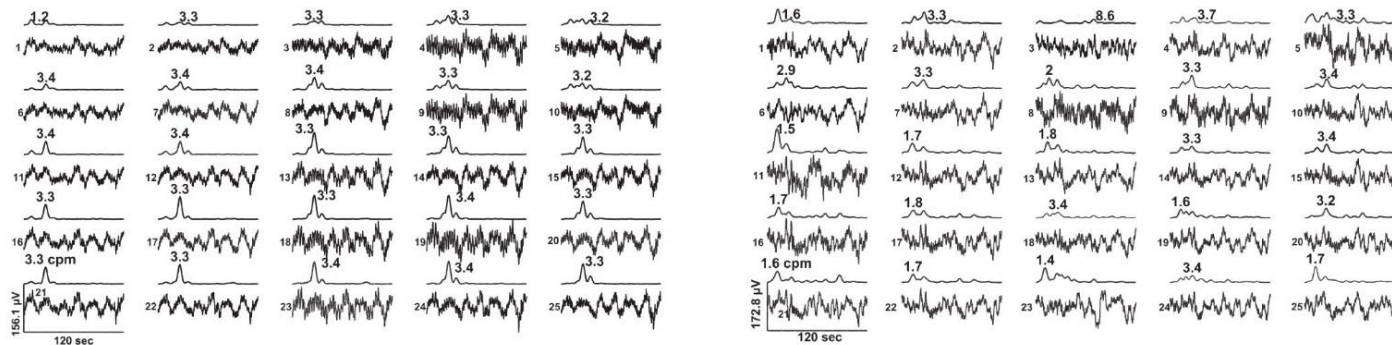 1.2 3.3 3.3 3.3 3.2
1 2 3 4 5
3.4 3.4 3.4 3.3 3.2
6 7 8 9 10
3.4 3.4 3.3 3.3 3.3
11 12 13 14 15
3.3 3.3 3.3 3.4 3.3
16 17 18 19 20
3.3 cpm 3.3 3.4 3.4 3.3
21 22 23 24 25
156.1 µV
120 sec
1.6 3.3 8.6 3.7 3.3
1 2 3 4 5
2.9 3.3 2 3.3 3.4
6 7 8 9 10
1.5 1.7 1.8 3.3 3.4
11 12 13 14 15
1.7 1.8 3.4 1.6 3.2
16 17 18 19 20
1.6 cpm 1.7 1.4 3.4 1.7
21 22 23 24 25
172.8 µV
120 sec